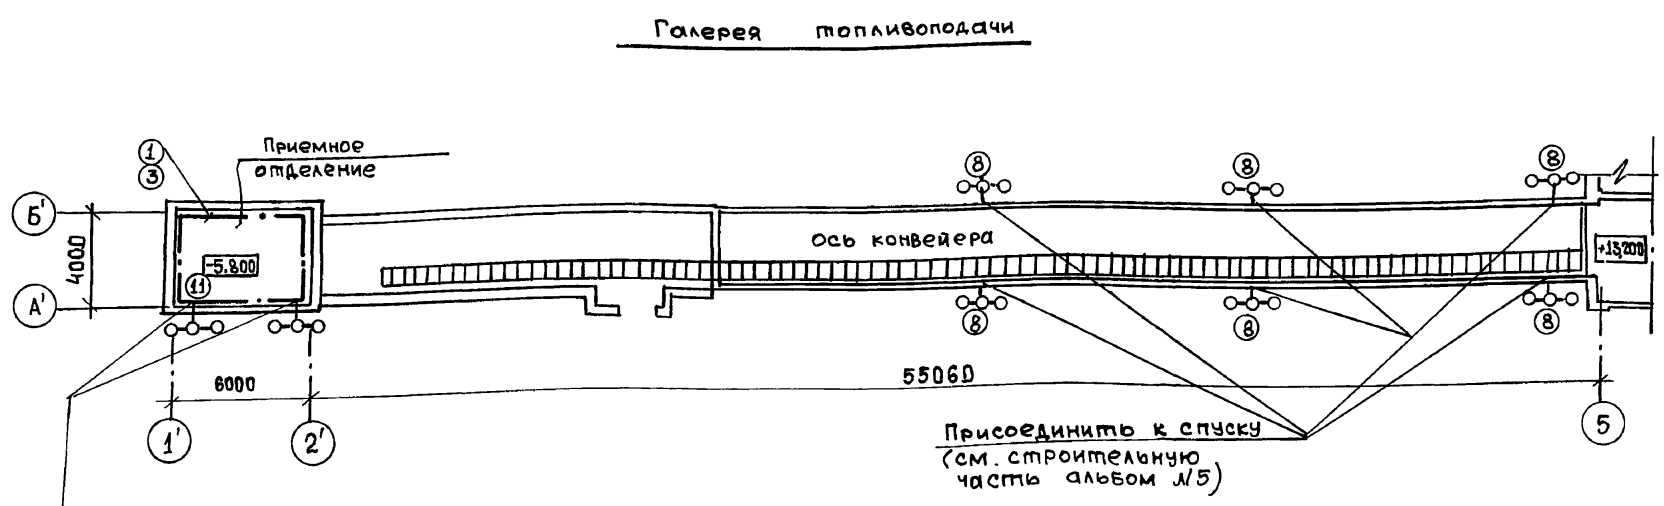 Галерея топливоподачи
1
3
Приемное
отделение
8
8
8
Б'
4000
А'
-5.800
11
ось конвейера
+13,200
8
8
8
6000
55060
1'
2'
5
Присоединить к спуску
(см. строительную
часть альбом №5)